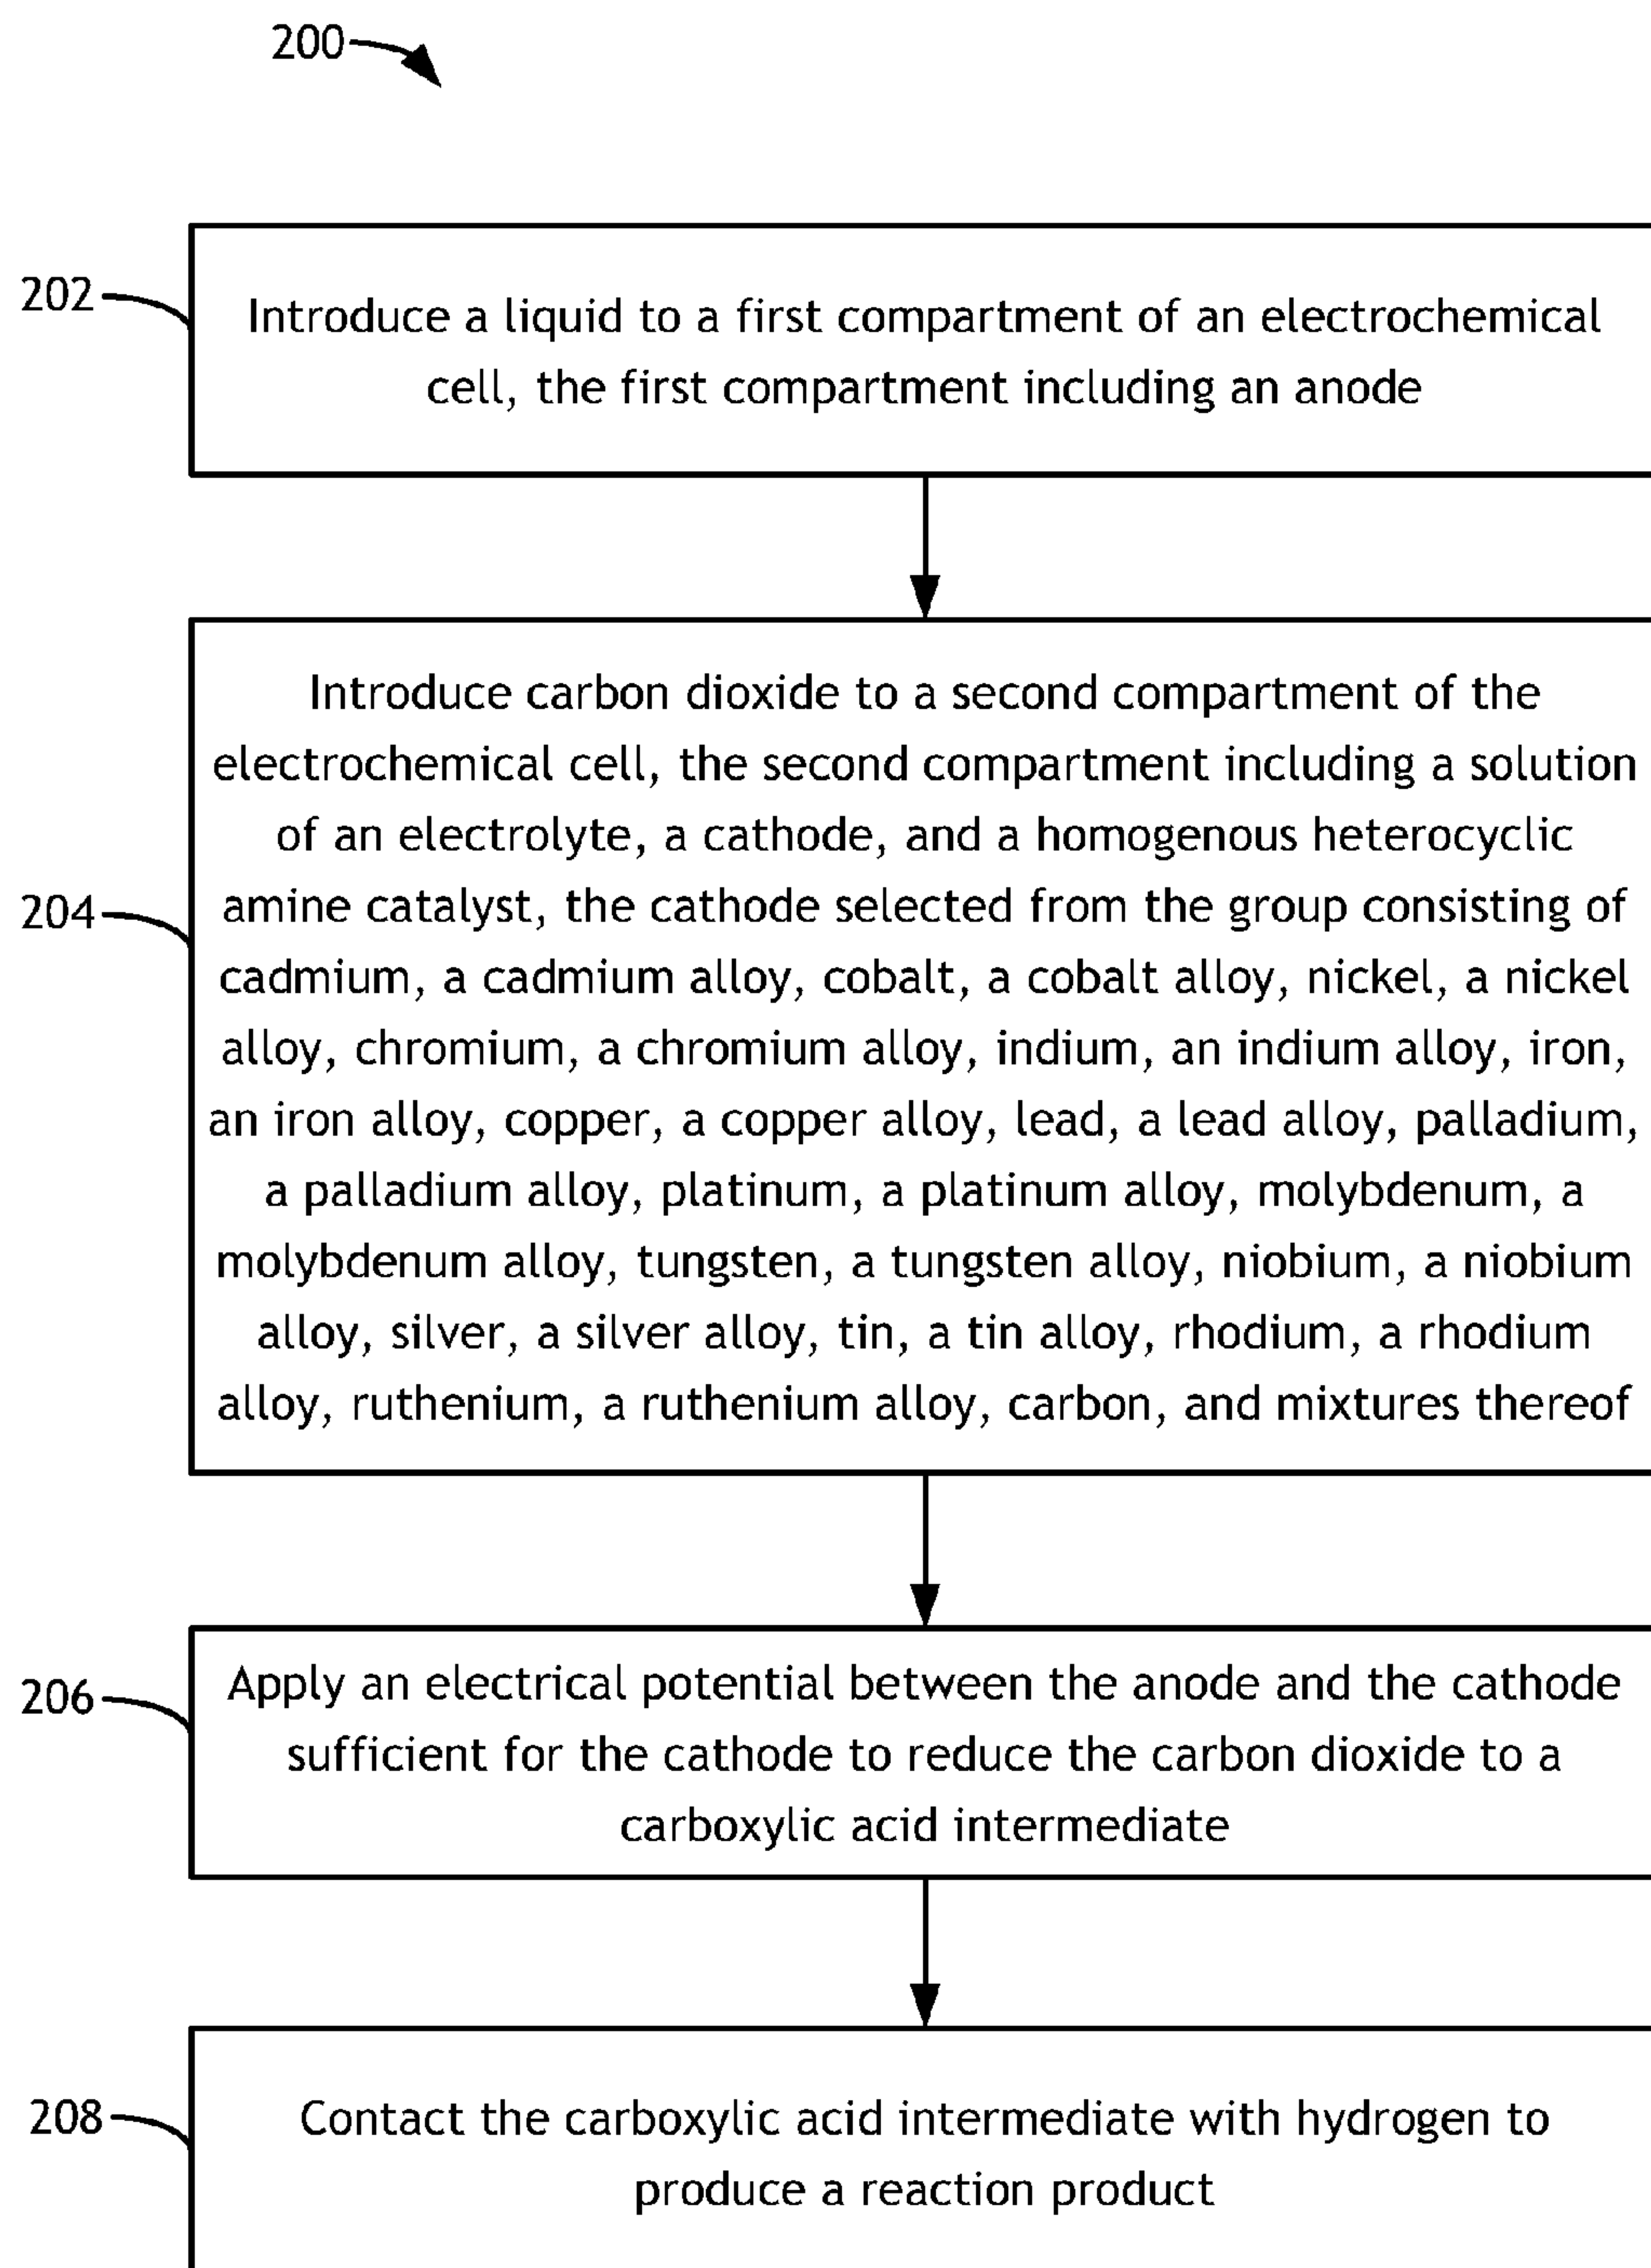 200
202
Introduce a liquid to a first compartment of an electrochemical
cell, the first compartment including an anode
204
Introduce carbon dioxide to a second compartment of the
electrochemical cell, the second compartment including a solution
of an electrolyte, a cathode, and a homogenous heterocyclic
amine catalyst, the cathode selected from the group consisting of
cadmium, a cadmium alloy, cobalt, a cobalt alloy, nickel, a nickel
alloy, chromium, a chromium alloy, indium, an indium alloy, iron,
an iron alloy, copper, a copper alloy, lead, a lead alloy, palladium,
a palladium alloy, platinum, a platinum alloy, molybdenum, a
molybdenum alloy, tungsten, a tungsten alloy, niobium, a niobium
alloy, silver, a silver alloy, tin, a tin alloy, rhodium, a rhodium
alloy, ruthenium, a ruthenium alloy, carbon, and mixtures thereof
206
Apply an electrical potential between the anode and the cathode
sufficient for the cathode to reduce the carbon dioxide to a
carboxylic acid intermediate
208
Contact the carboxylic acid intermediate with hydrogen to
produce a reaction product